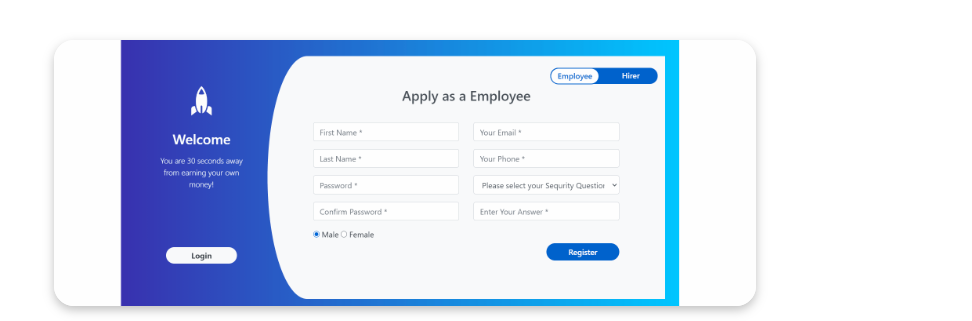 Employee Hirer
Apply as a Employee
Welcome
You are 30 seconds away
from earning your own
money!
Login
First Name * Your Email *
Last Name * Your Phone *
Password * Please select your Sequrity Question
Confirm Password * Enter Your Answer *
Male Female
Register